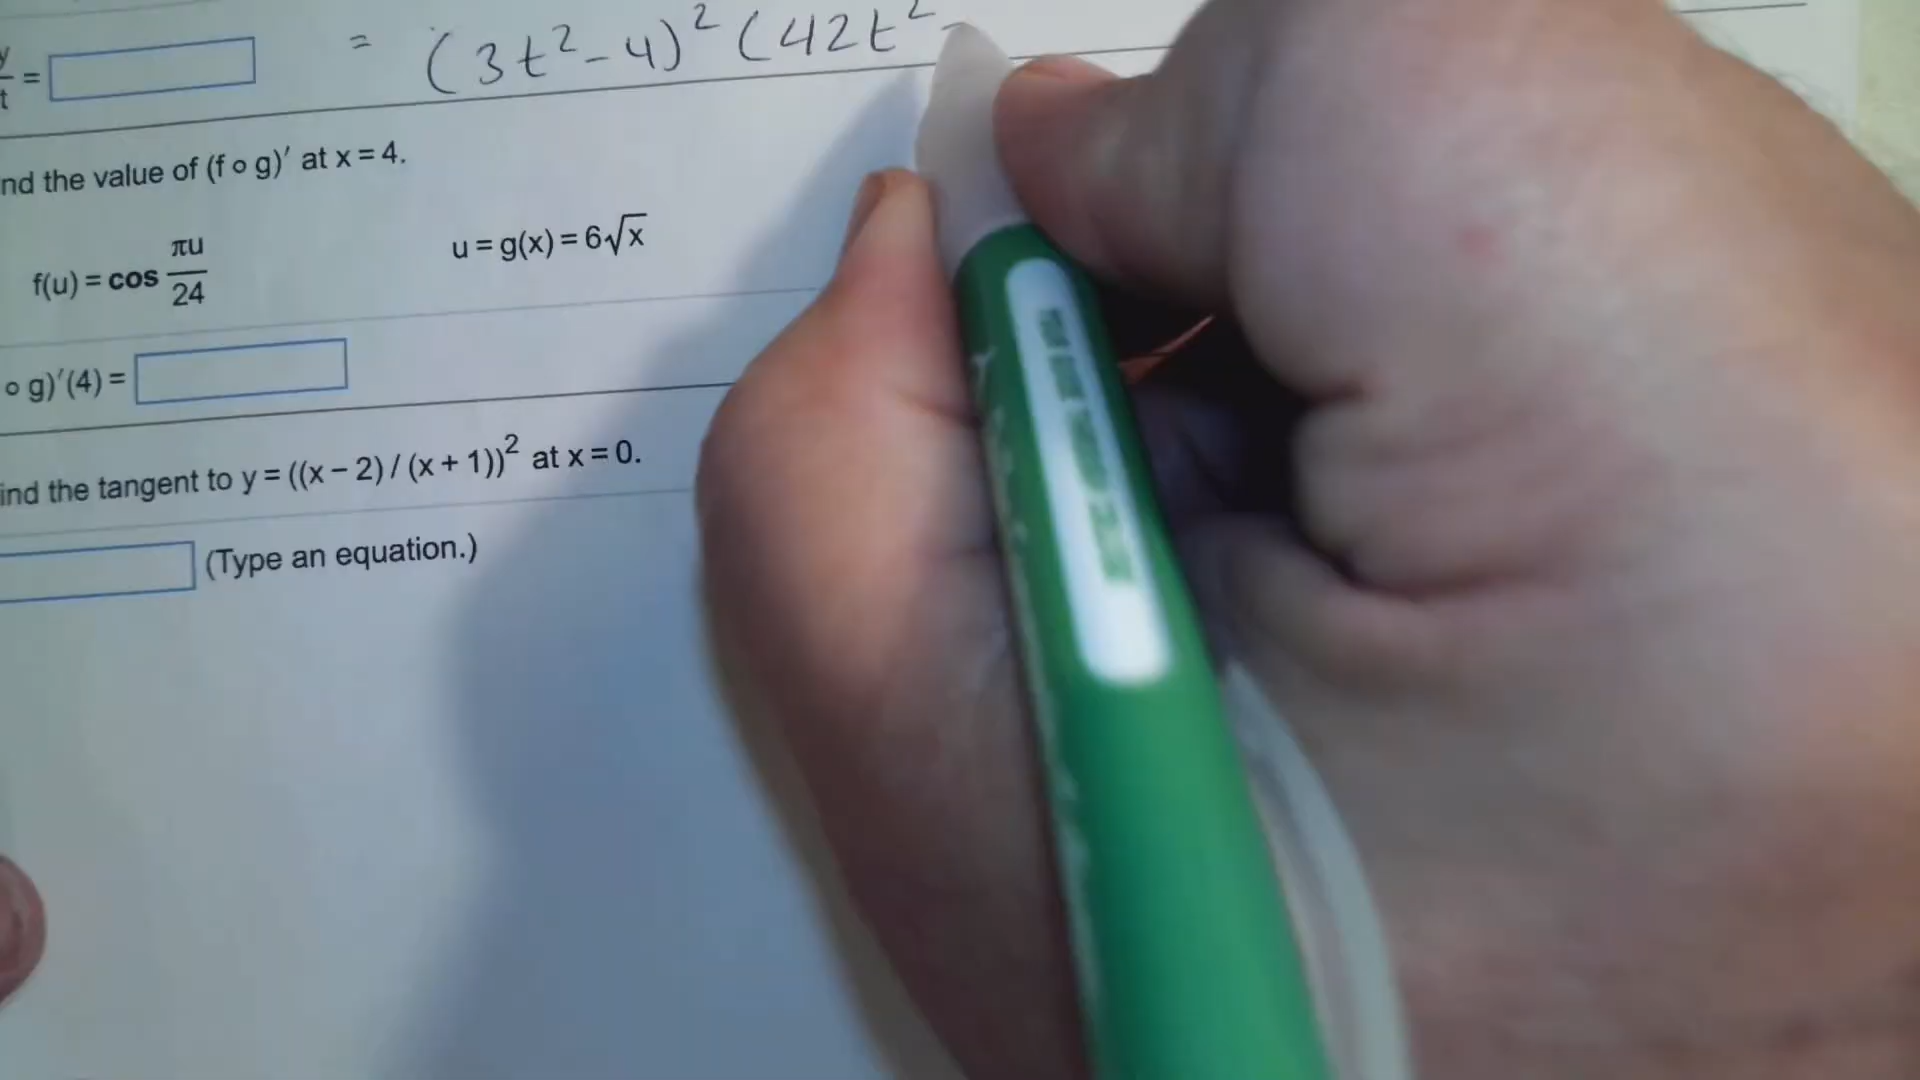 y/t = = (3t²-4)² (42t²-
nd the value of (f∘g)′ at x=4.
f(u) = cos πu/24 u=g(x)=6√x
∘g)′(4)=
ind the tangent to y=((x-2)/(x+1))² at x=0.
(Type an equation.)